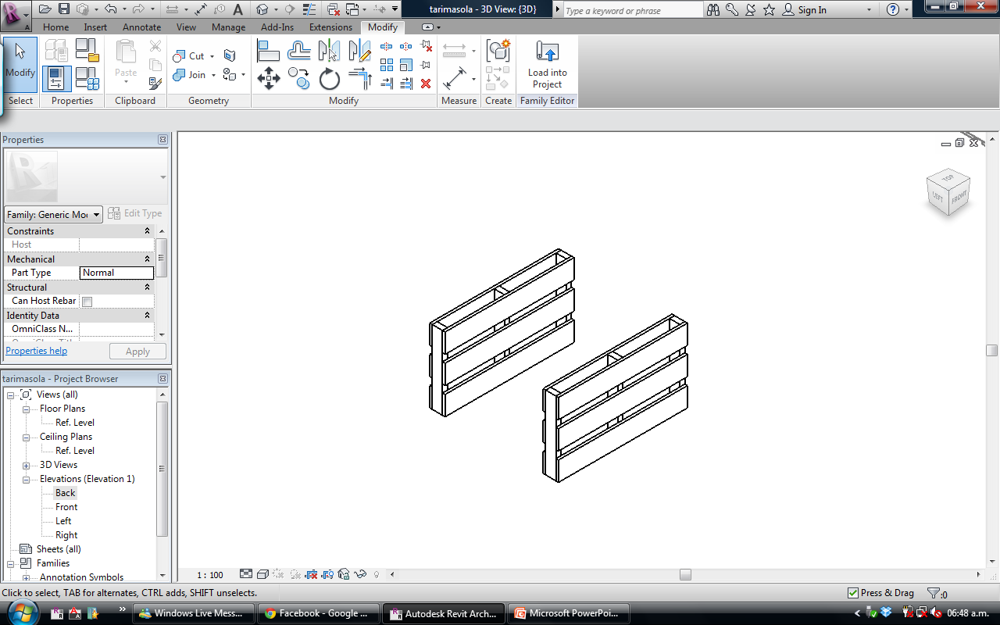 tarimasola - 3D View: {3D}
Type a keyword or phrase
Sign In
Home Insert Annotate View Manage Add-Ins Extensions Modify
Modify
Paste
Cut
Join
Load into
Project
Select Properties Clipboard Geometry Modify Measure Create Family Editor
Properties
Family: Generic Mo
Edit Type
Constraints
Host
Mechanical
Part Type Normal
Structural
Can Host Rebar
Identity Data
OmniClass N...
OmniClass Titl
Properties help Apply
tarimasola - Project Browser
Views (all)
Floor Plans
Ref. Level
Ceiling Plans
Ref. Level
3D Views
Elevations (Elevation 1)
Back
Front
Left
Right
Sheets (all)
Families
Annotation Symbols
TOP
LEFT FRONT
1 : 100
Click to select, TAB for alternates, CTRL adds, SHIFT unselects.
Press & Drag :0
Windows Live Mess... Facebook - Google ... Autodesk Revit Arch... Microsoft PowerPoi... 06:48 a.m.